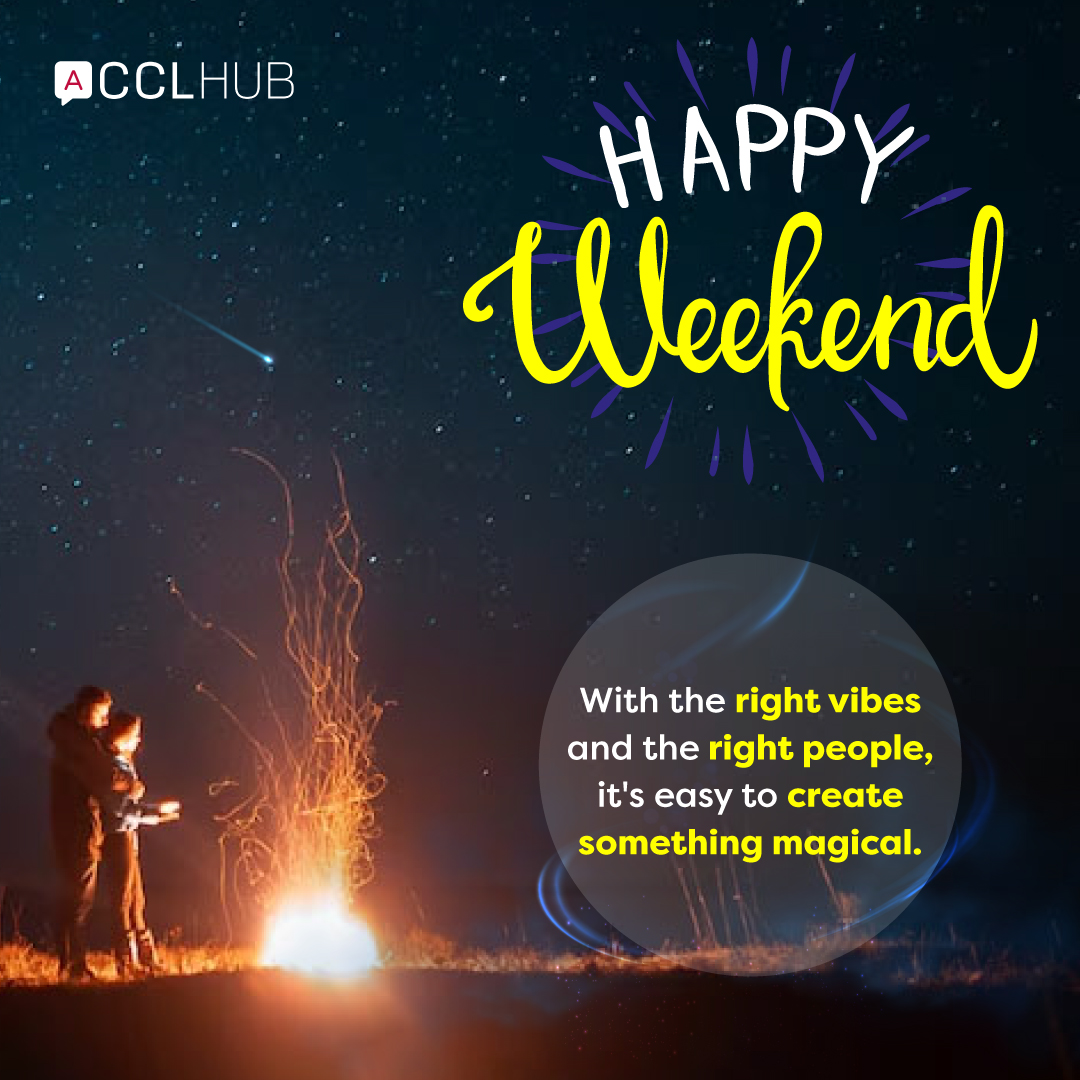 ACCLHUB
HAPPY
Weekend
With the right vibes
and the right people,
it's easy to create
something magical.